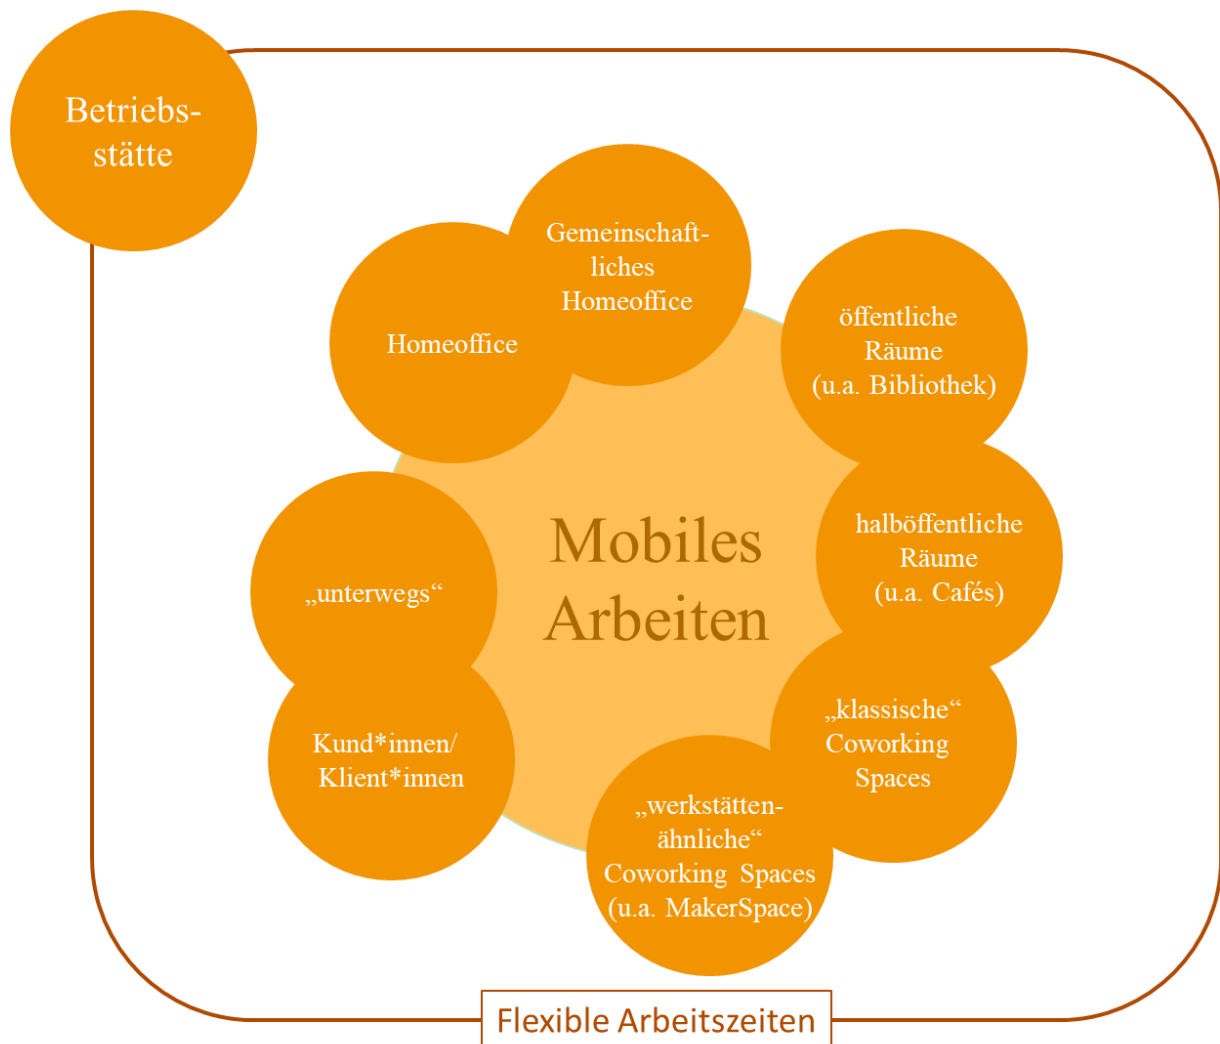 Betriebs-
stätte
Gemeinschaft-
liches
Homeoffice
Homeoffice
öffentliche
Räume
(u.a. Bibliothek)
halböffentliche
Räume
(u.a. Cafés)
Mobiles
Arbeiten
„unterwegs“
Kund*innen/
Klient*innen
„klassische“
Coworking
Spaces
„werkstätten-
ähnliche“
Coworking Spaces
(u.a. MakerSpace)
Flexible Arbeitszeiten